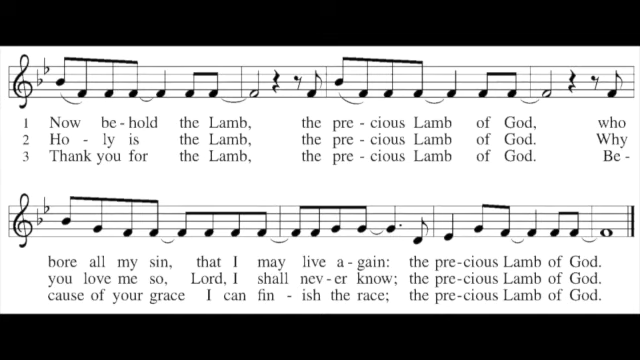 1 Now be-hold the Lamb, the pre-cious Lamb of God, who
2 Ho-ly is the Lamb, the pre-cious Lamb of God. Why
3 Thank you for the Lamb, the pre-cious Lamb of God. Be-
bore all my sin, that I may live a-gain: the pre-cious Lamb of God.
you love me so, Lord, I shall nev-er know; the pre-cious Lamb of God.
cause of your grace I can fin-ish the race; the pre-cious Lamb of God.